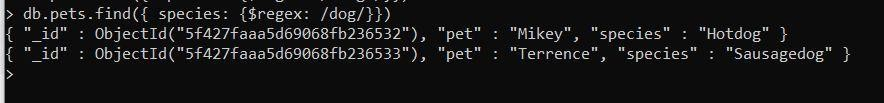 > db.pets.find({ species: {$regex: /dog/}})
{ "_id" : ObjectId("5f427faaa5d69068fb236532"), "pet" : "Mikey", "species" : "Hotdog" }
{ "_id" : ObjectId("5f427faaa5d69068fb236533"), "pet" : "Terrence", "species" : "Sausagedog" }
>